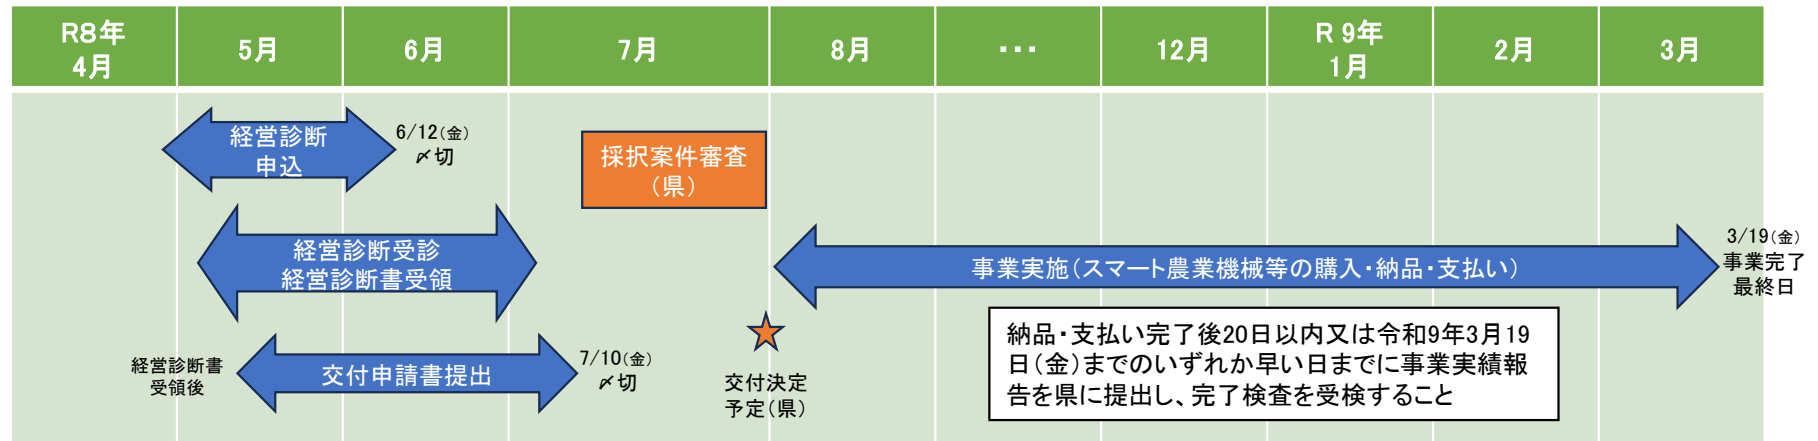 R8年
4月
5月
6月
7月
8月
･･･
12月
R 9年
1月
2月
3月
経営診断
申込
6/12(金)
〆切
採択案件審査
(県)
経営診断受診
経営診断書受領
事業実施(スマート農業機械等の購入・納品・支払い)
3/19(金)
事業完了
最終日
経営診断書
受領後
交付申請書提出
7/10(金)
〆切
交付決定
予定(県)
納品・支払い完了後20日以内又は令和9年3月19
日(金)までのいずれか早い日までに事業実績報
告を県に提出し、完了検査を受検すること